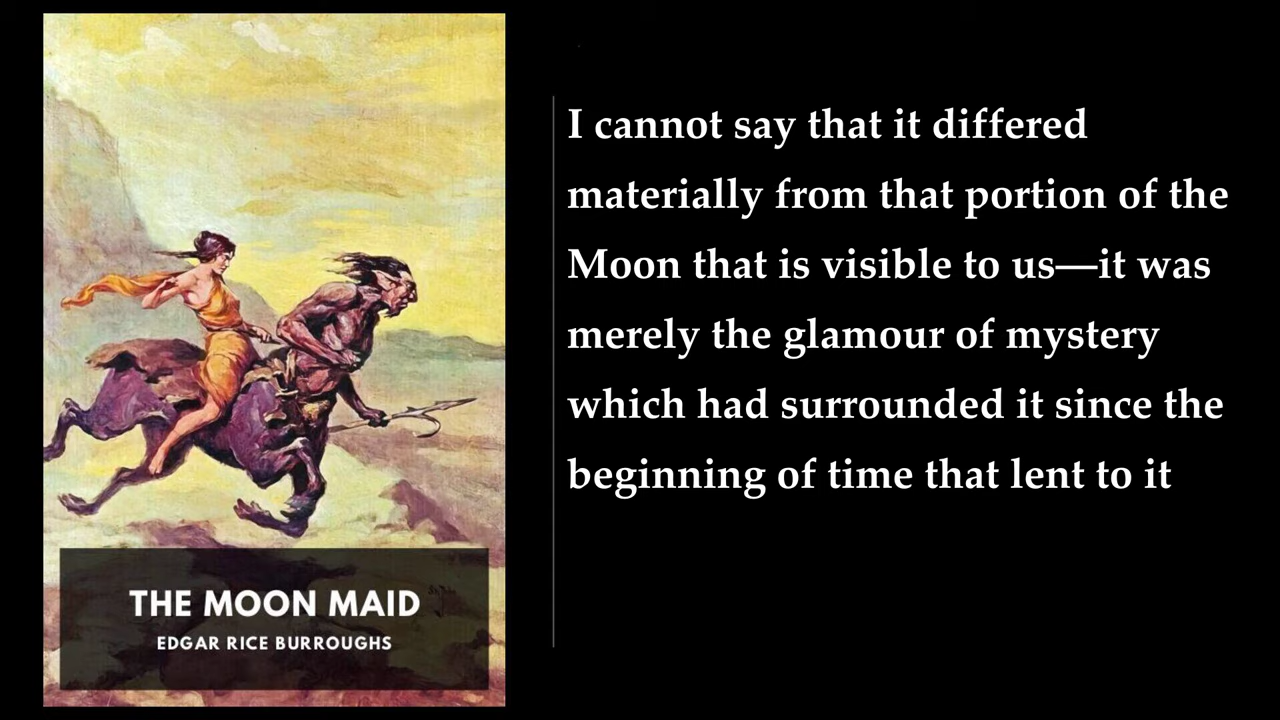 THE MOON MAID
EDGAR RICE BURROUGHS
I cannot say that it differed
materially from that portion of the
Moon that is visible to us—it was
merely the glamour of mystery
which had surrounded it since the
beginning of time that lent to it